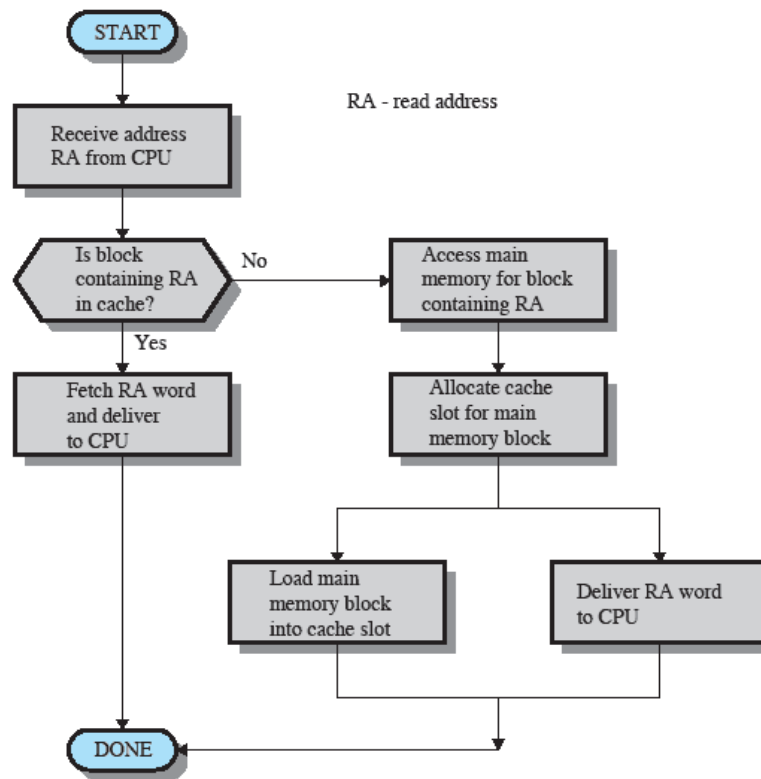 START
RA - read address
Receive address
RA from CPU
Is block
containing RA
in cache?
No
Access main
memory for block
containing RA
Yes
Fetch RA word
and deliver
to CPU
Allocate cache
slot for main
memory block
Load main
memory block
into cache slot
Deliver RA word
to CPU
DONE